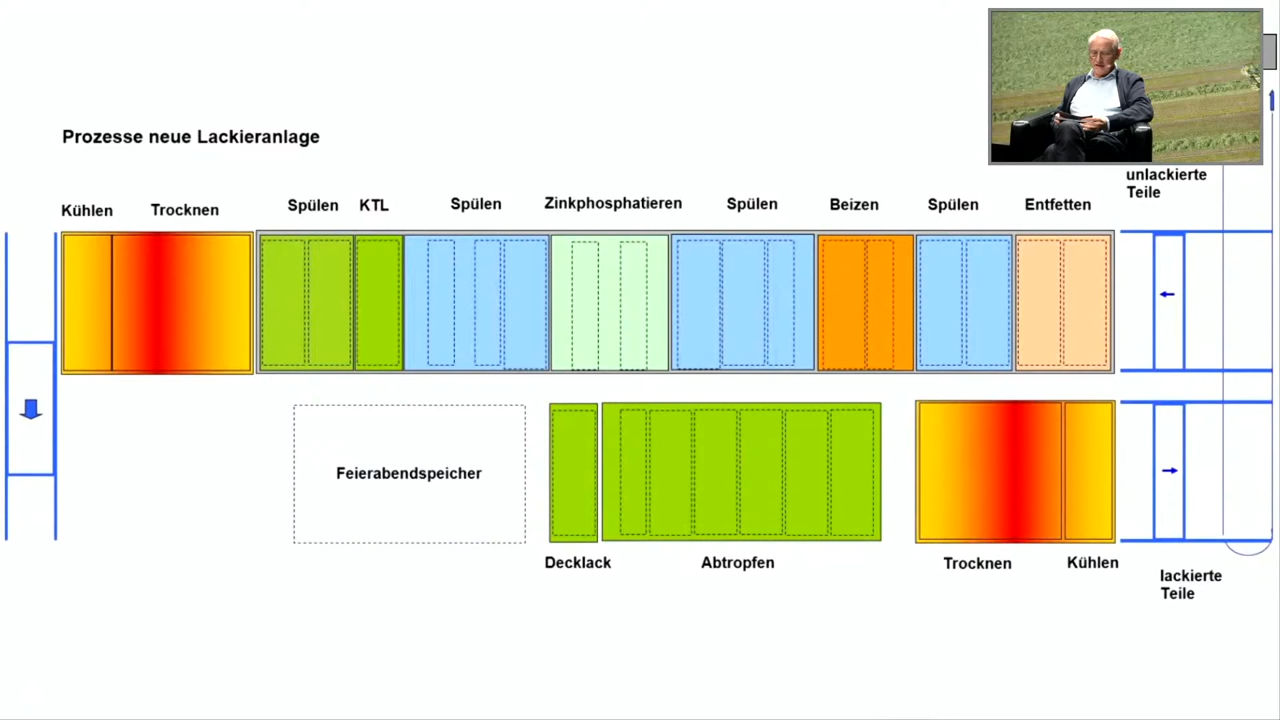 Prozesse neue Lackieranlage
unlackierte
Teile
Kühlen Trocknen Spülen KTL Spülen Zinkphosphatieren Spülen Beizen Spülen Entfetten
Feierabendspeicher
Decklack Abtropfen Trocknen Kühlen
lackierte
Teile